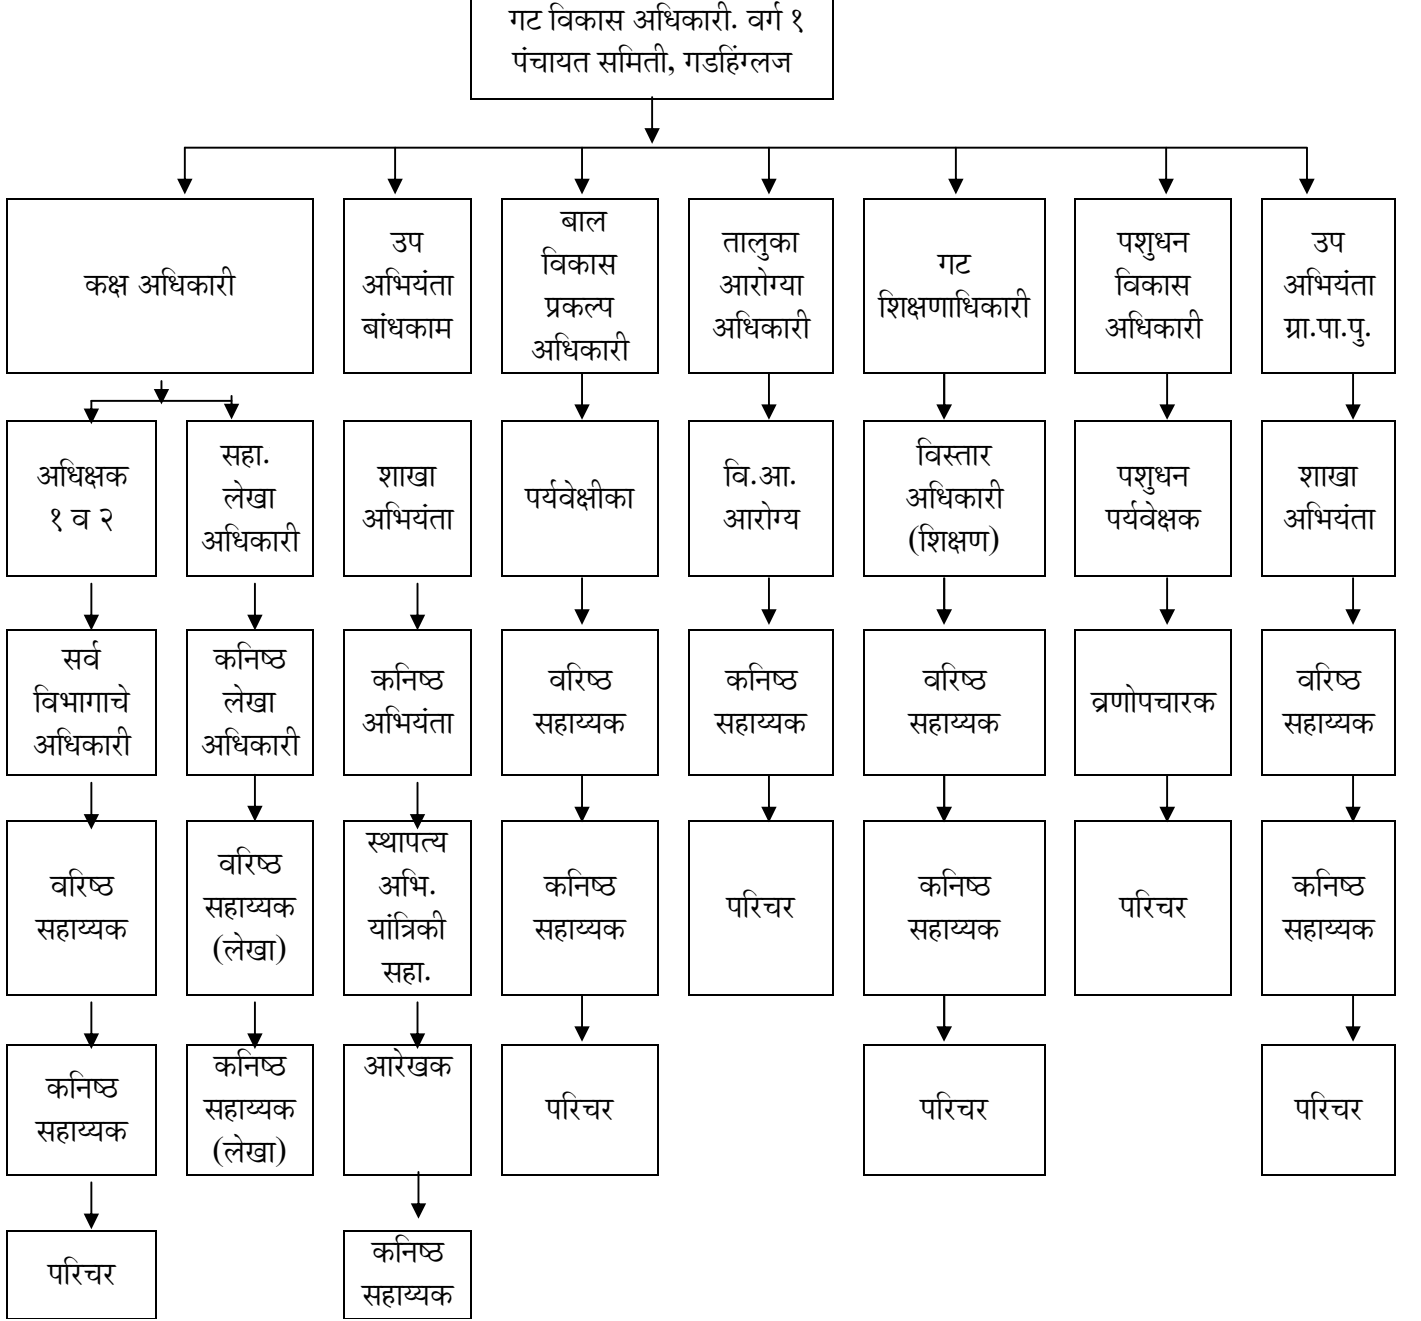 गट विकास अधिकारी. वर्ग १
पंचायत समिती, गडहिंग्लज
कक्ष अधिकारी
उप
अभियंता
बांधकाम
बाल
विकास
प्रकल्प
अधिकारी
तालुका
आरोग्या
अधिकारी
गट
शिक्षणाधिकारी
पशुधन
विकास
अधिकारी
उप
अभियंता
ग्रा.पा.पु.
अधिक्षक
१ व २
सहा.
लेखा
अधिकारी
शाखा
अभियंता
पर्यवेक्षीका
वि.आ.
आरोग्य
विस्तार
अधिकारी
(शिक्षण)
पशुधन
पर्यवेक्षक
शाखा
अभियंता
सर्व
विभागाचे
अधिकारी
कनिष्ठ
लेखा
अधिकारी
कनिष्ठ
अभियंता
वरिष्ठ
सहाय्यक
कनिष्ठ
सहाय्यक
वरिष्ठ
सहाय्यक
व्रणोपचारक
वरिष्ठ
सहाय्यक
वरिष्ठ
सहाय्यक
वरिष्ठ
सहाय्यक
(लेखा)
स्थापत्य
अभि.
यांत्रिकी
सहा.
कनिष्ठ
सहाय्यक
परिचर
कनिष्ठ
सहाय्यक
परिचर
कनिष्ठ
सहाय्यक
कनिष्ठ
सहाय्यक
कनिष्ठ
सहाय्यक
(लेखा)
आरेखक
परिचर
परिचर
परिचर
परिचर
कनिष्ठ
सहाय्यक